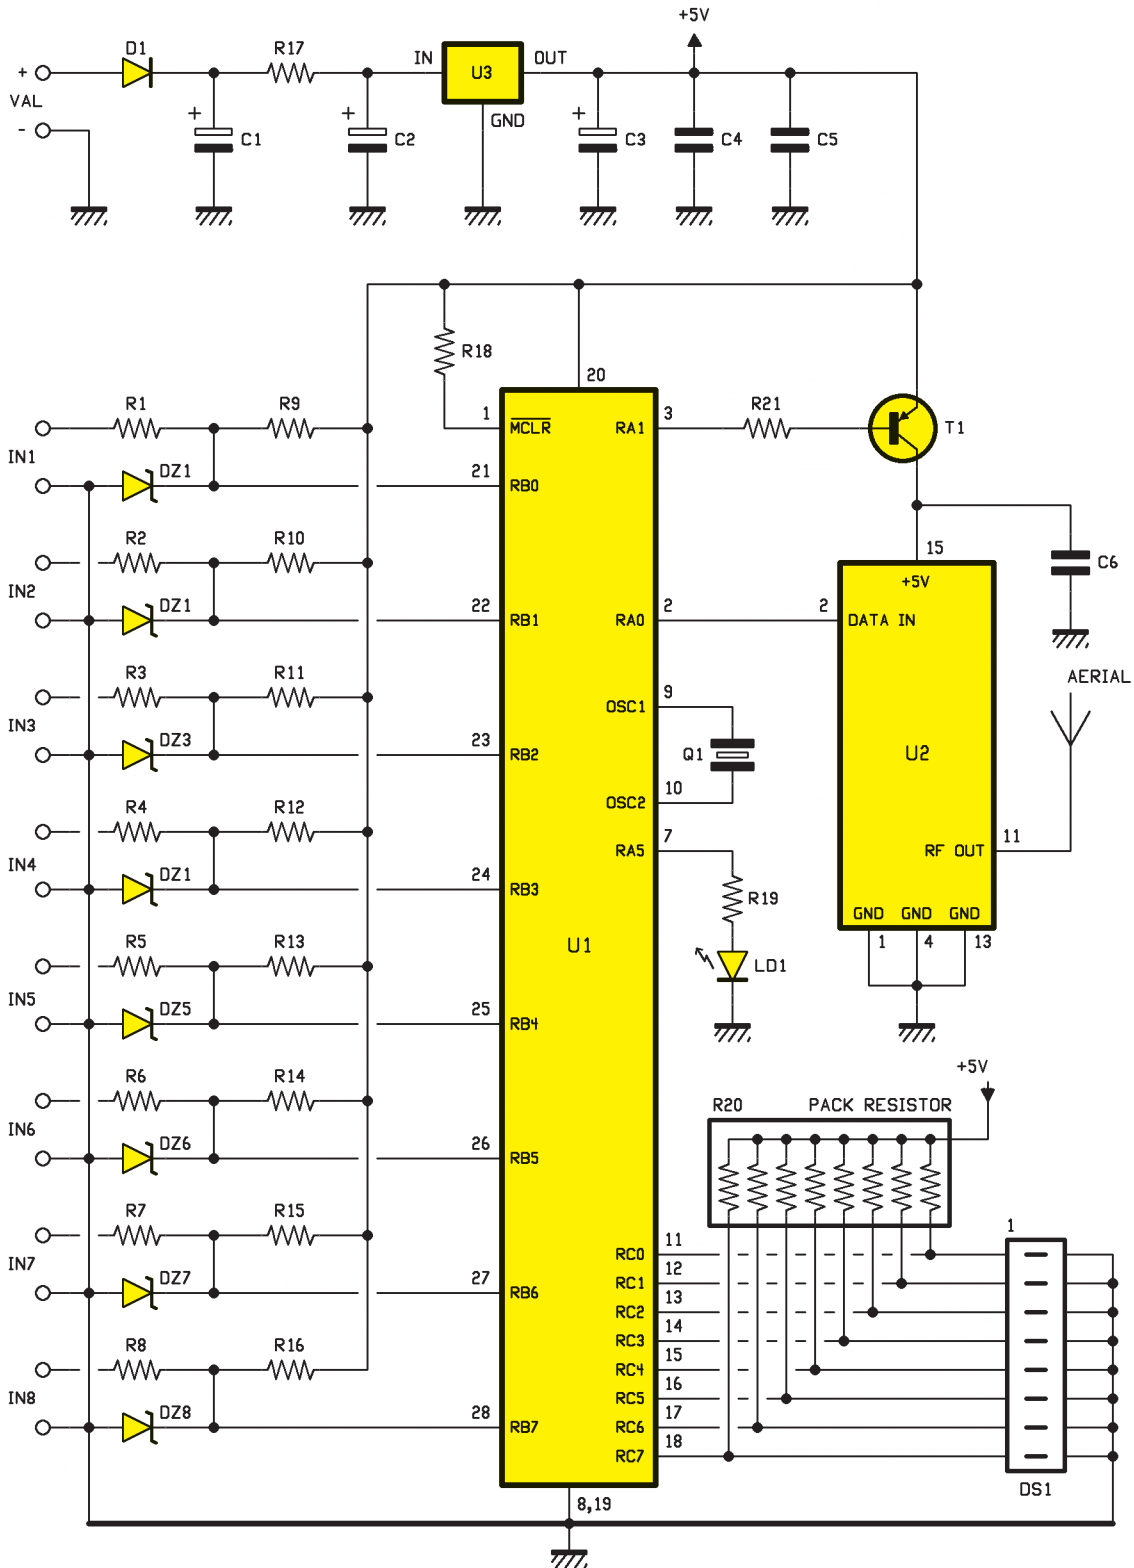 +5V
D1
R17
IN
U3
OUT
+
VAL
-
GND
+
C1
+
C2
+
C3
C4
C5
R18
20
R1
R9
1
MCLR
RA1
3
R21
T1
IN1
DZ1
21
RB0
R2
R10
15
+5V
C6
IN2
DZ1
22
RB1
RA0
2
2
DATA IN
R3
R11
AERIAL
9
OSC1
IN3
DZ3
23
RB2
Q1
U2
R4
R12
10
OSC2
7
RA5
RF OUT
11
IN4
DZ1
24
RB3
R19
GND
GND
GND
1
4
13
R5
R13
U1
LD1
IN5
DZ5
25
RB4
R6
R14
+5V
R20
PACK RESISTOR
IN6
DZ6
26
RB5
R7
R15
1
RC0
11
IN7
DZ7
27
RB6
RC1
12
RC2
13
R8
R16
RC3
14
RC4
15
IN8
DZ8
28
RB7
RC5
16
RC6
17
RC7
18
DS1
8,19